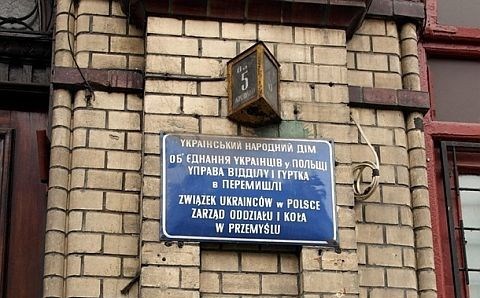 5
УКРАЇНСЬКИЙ НАРОДНИЙ ДІМ
ОБ'ЄДНАННЯ УКРАЇНЦІВ у ПОЛЬЩІ
УПРАВА ВІДДІЛУ І ГУРТКА
в ПЕРЕМИШЛІ
ZWIĄZEK UKRAIŃCÓW w POLSCE
ZARZĄD ODDZIAŁU I KOŁA
W PRZEMYŚLU